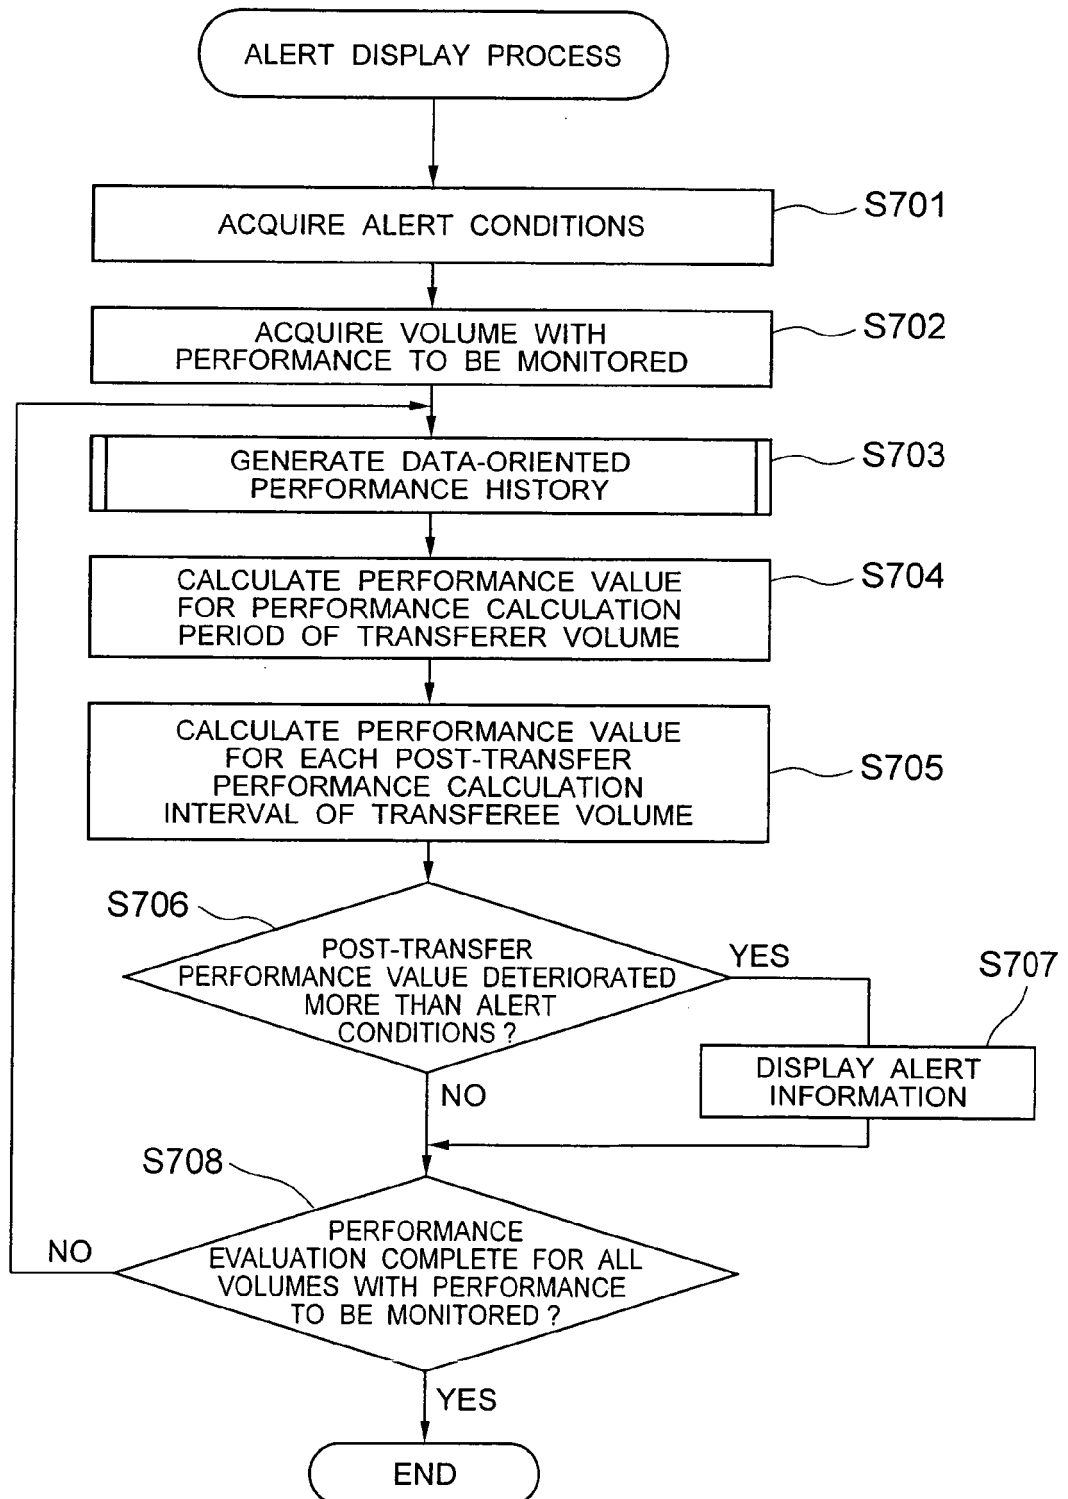 ALERT DISPLAY PROCESS
ACQUIRE ALERT CONDITIONS
S701
ACQUIRE VOLUME WITH
PERFORMANCE TO BE MONITORED
S702
GENERATE DATA-ORIENTED
PERFORMANCE HISTORY
S703
CALCULATE PERFORMANCE VALUE
FOR PERFORMANCE CALCULATION
PERIOD OF TRANSFERER VOLUME
S704
CALCULATE PERFORMANCE VALUE
FOR EACH POST-TRANSFER
PERFORMANCE CALCULATION
INTERVAL OF TRANSFEREE VOLUME
S705
S706
POST-TRANSFER
PERFORMANCE VALUE DETERIORATED
MORE THAN ALERT
CONDITIONS?
YES
S707
DISPLAY ALERT
INFORMATION
NO
S708
PERFORMANCE
EVALUATION COMPLETE FOR ALL
VOLUMES WITH PERFORMANCE
TO BE MONITORED?
NO
YES
END